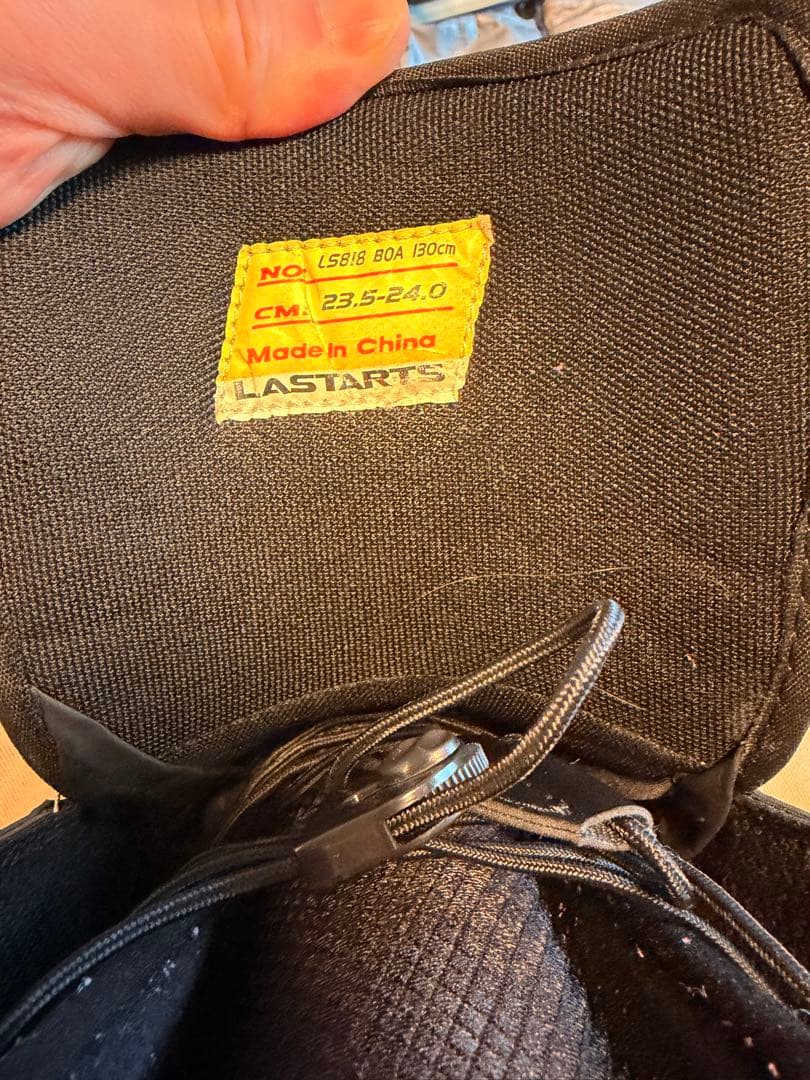 NO: LS818 BOA 130cm
CM: 23.5-24.0
Made In China
LASTARTS